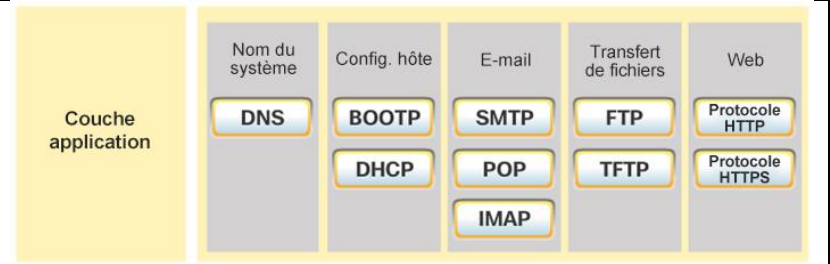 Couche
application
Nom du
système
DNS
Config. hôte
BOOTP
DHCP
E-mail
SMTP
POP
IMAP
Transfert
de fichiers
FTP
TFTP
Web
Protocole
HTTP
Protocole
HTTPS